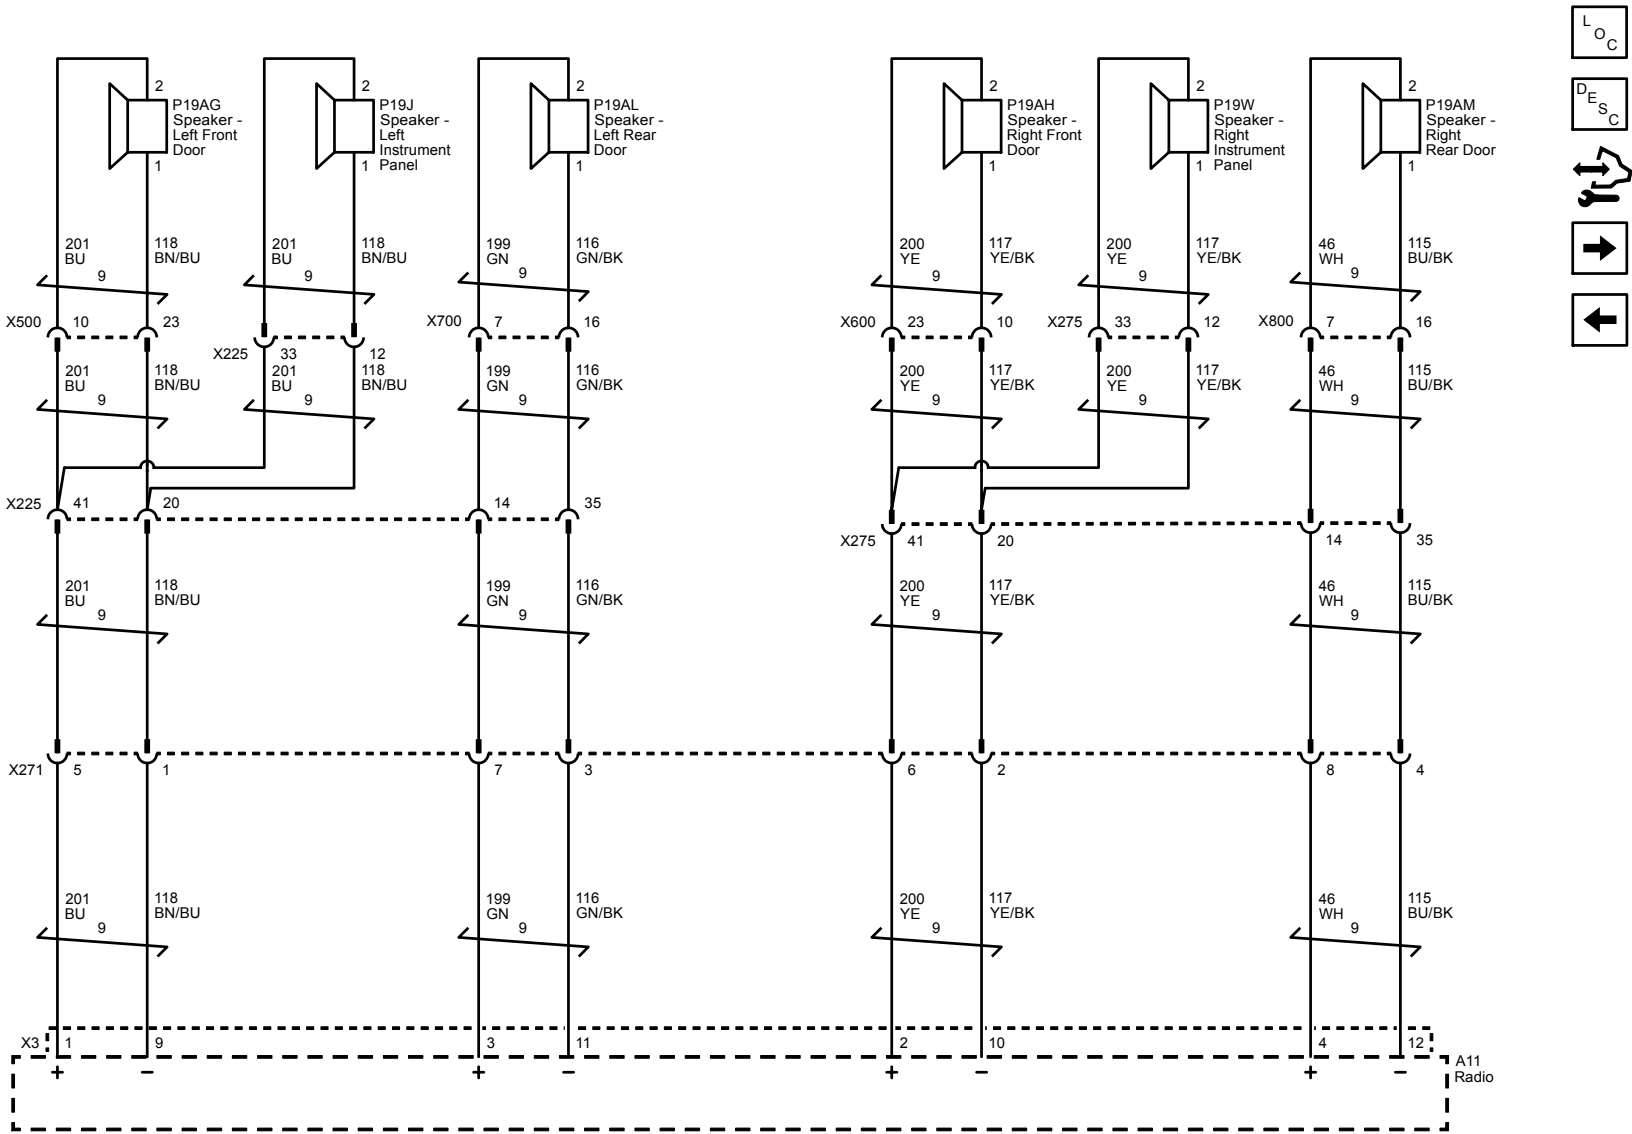 L
O
C
D
E
S
C
2 2 2 2 2 2
P19AG
Speaker -
Left Front
Door
P19J
Speaker -
Left
Instrument
Panel
P19AL
Speaker -
Left Rear
Door
P19AH
Speaker -
Right Front
Door
P19W
Speaker -
Right
Instrument
Panel
P19AM
Speaker -
Right
Rear Door
1 1 1 1 1 1
201 118 201 118 199 116 200 117 200 117 46 115
BU BN/BU BU BN/BU GN GN/BK YE YE/BK YE YE/BK WH BU/BK
9 9 9 9 9 9
X500 10 23 X700 7 16 X600 23 10 X275 33 12 X800 7 16
X225 33 12
201 118 201 118 199 116 200 117 200 117 46 115
BU BN/BU BU BN/BU GN GN/BK YE YE/BK YE YE/BK WH BU/BK
9 9 9 9 9 9
X225 41 20 14 35
X275 41 20 14 35
201 118 199 116 200 117 46 115
BU BN/BU GN GN/BK YE YE/BK WH BU/BK
9 9 9 9
X271 5 1 7 3 6 2 8 4
201 118 199 116 200 117 46 115
BU BN/BU GN GN/BK YE YE/BK WH BU/BK
9 9 9 9
X3 1 9 3 11 2 10 4 12
+ − + − + − + −
A11
Radio